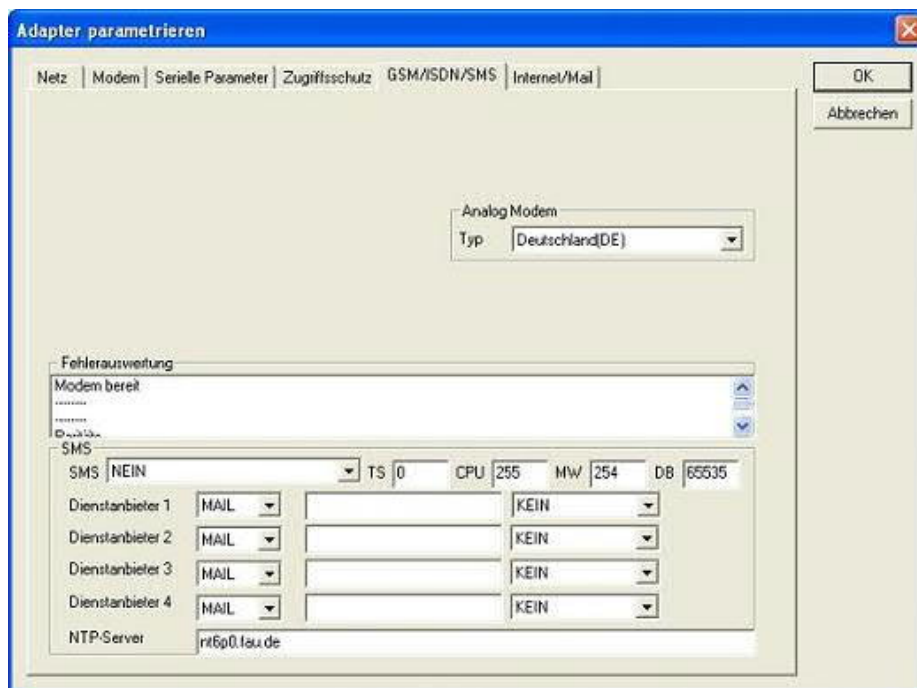 Adapter parametrieren
Netz Modem Serielle Parameter Zugriffsschutz GSM/ISDN/SMS Internet/Mail
OK
Abbrechen
Analog Modem
Typ Deutschland(DE)
Fehlerauswertung
Modem bereit
--------
--------
SMS
SMS NEIN TS 0 CPU 255 MW 254 DB 65535
Dienstanbieter 1 MAIL KEIN
Dienstanbieter 2 MAIL KEIN
Dienstanbieter 3 MAIL KEIN
Dienstanbieter 4 MAIL KEIN
NTP-Server ntp0.fau.de